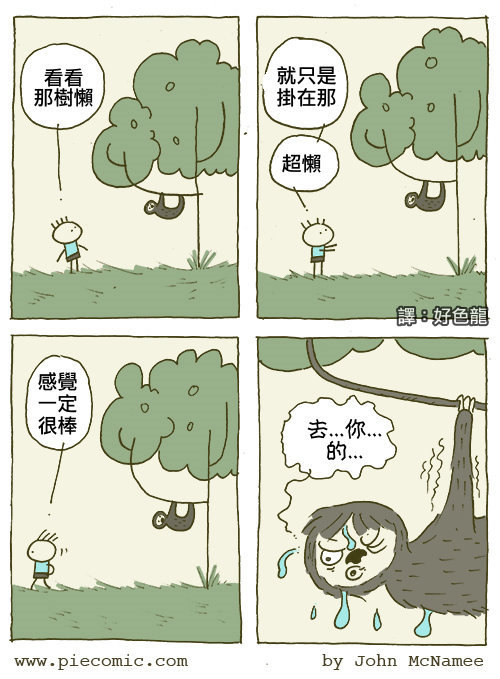 看看
那樹懶
就只是
掛在那
超懶
譯：好色龍
感覺
一定
很棒
去...你...
的...
www.piecomic.com
by John McNamee